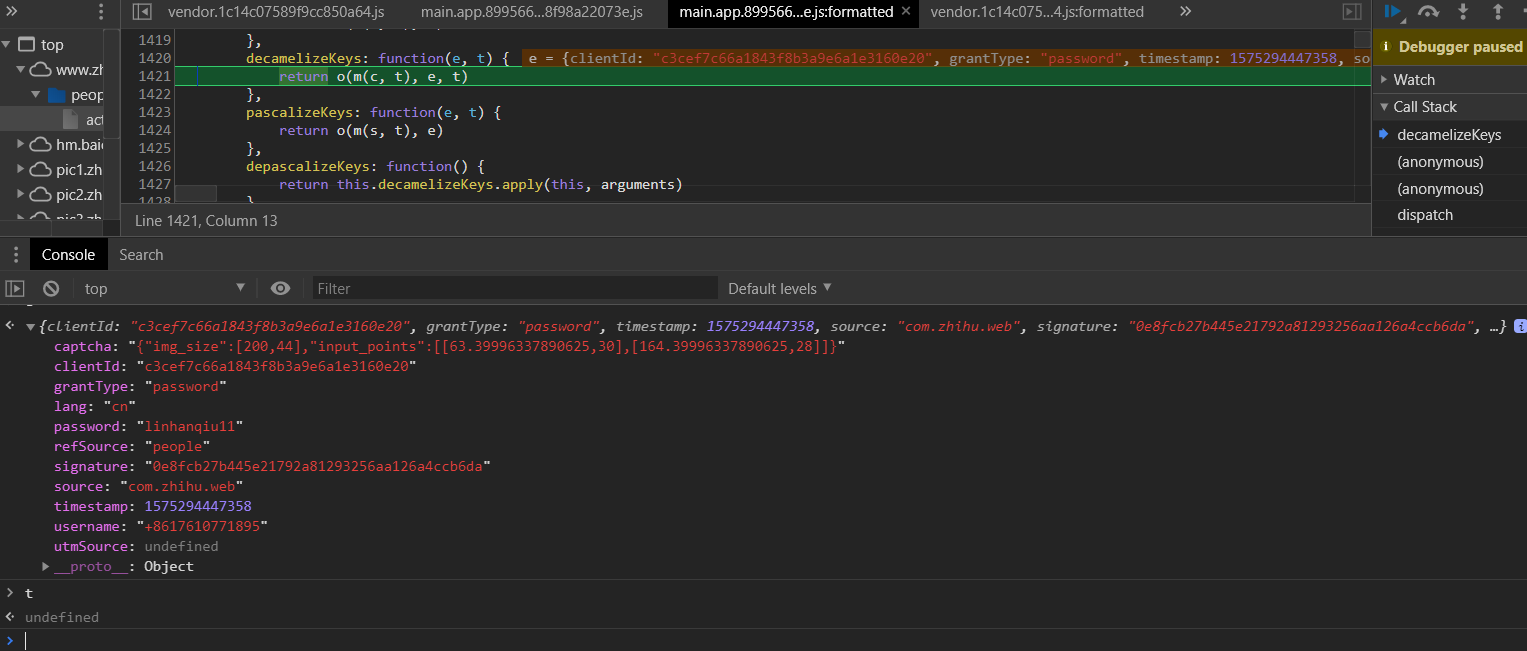 vendor.1c14c07589f9cc850a64.js main.app.899566...8f98a22073e.js main.app.899566...e.js:formatted × vendor.1c14c075...4.js:formatted
top
www.zh
peop
act
hm.bai
pic1.zh
pic2.zh
1419 },
1420 decamelizeKeys: function(e, t) { e = {clientId: "c3cef7c66a1843f8b3a9e6a1e3160e20", grantType: "password", timestamp: 1575294447358, so
1421 return o(m(c, t), e, t)
1422 },
1423 pascalizeKeys: function(e, t) {
1424 return o(m(s, t), e)
1425 },
1426 depascalizeKeys: function() {
1427 return this.decamelizeKeys.apply(this, arguments)
1428 }
Line 1421, Column 13
Debugger paused
Watch
Call Stack
decamelizeKeys
(anonymous)
(anonymous)
dispatch
Console Search
top Filter Default levels
{clientId: "c3cef7c66a1843f8b3a9e6a1e3160e20", grantType: "password", timestamp: 1575294447358, source: "com.zhihu.web", signature: "0e8fcb27b445e21792a81293256aa126a4ccb6da", …}
captcha: "{"img_size":[200,44],"input_points":[[63.39996337890625,30],[164.39996337890625,28]]}"
clientId: "c3cef7c66a1843f8b3a9e6a1e3160e20"
grantType: "password"
lang: "cn"
password: "linhanqiu11"
refSource: "people"
signature: "0e8fcb27b445e21792a81293256aa126a4ccb6da"
source: "com.zhihu.web"
timestamp: 1575294447358
username: "+8617610771895"
utmSource: undefined
__proto__: Object
t
undefined